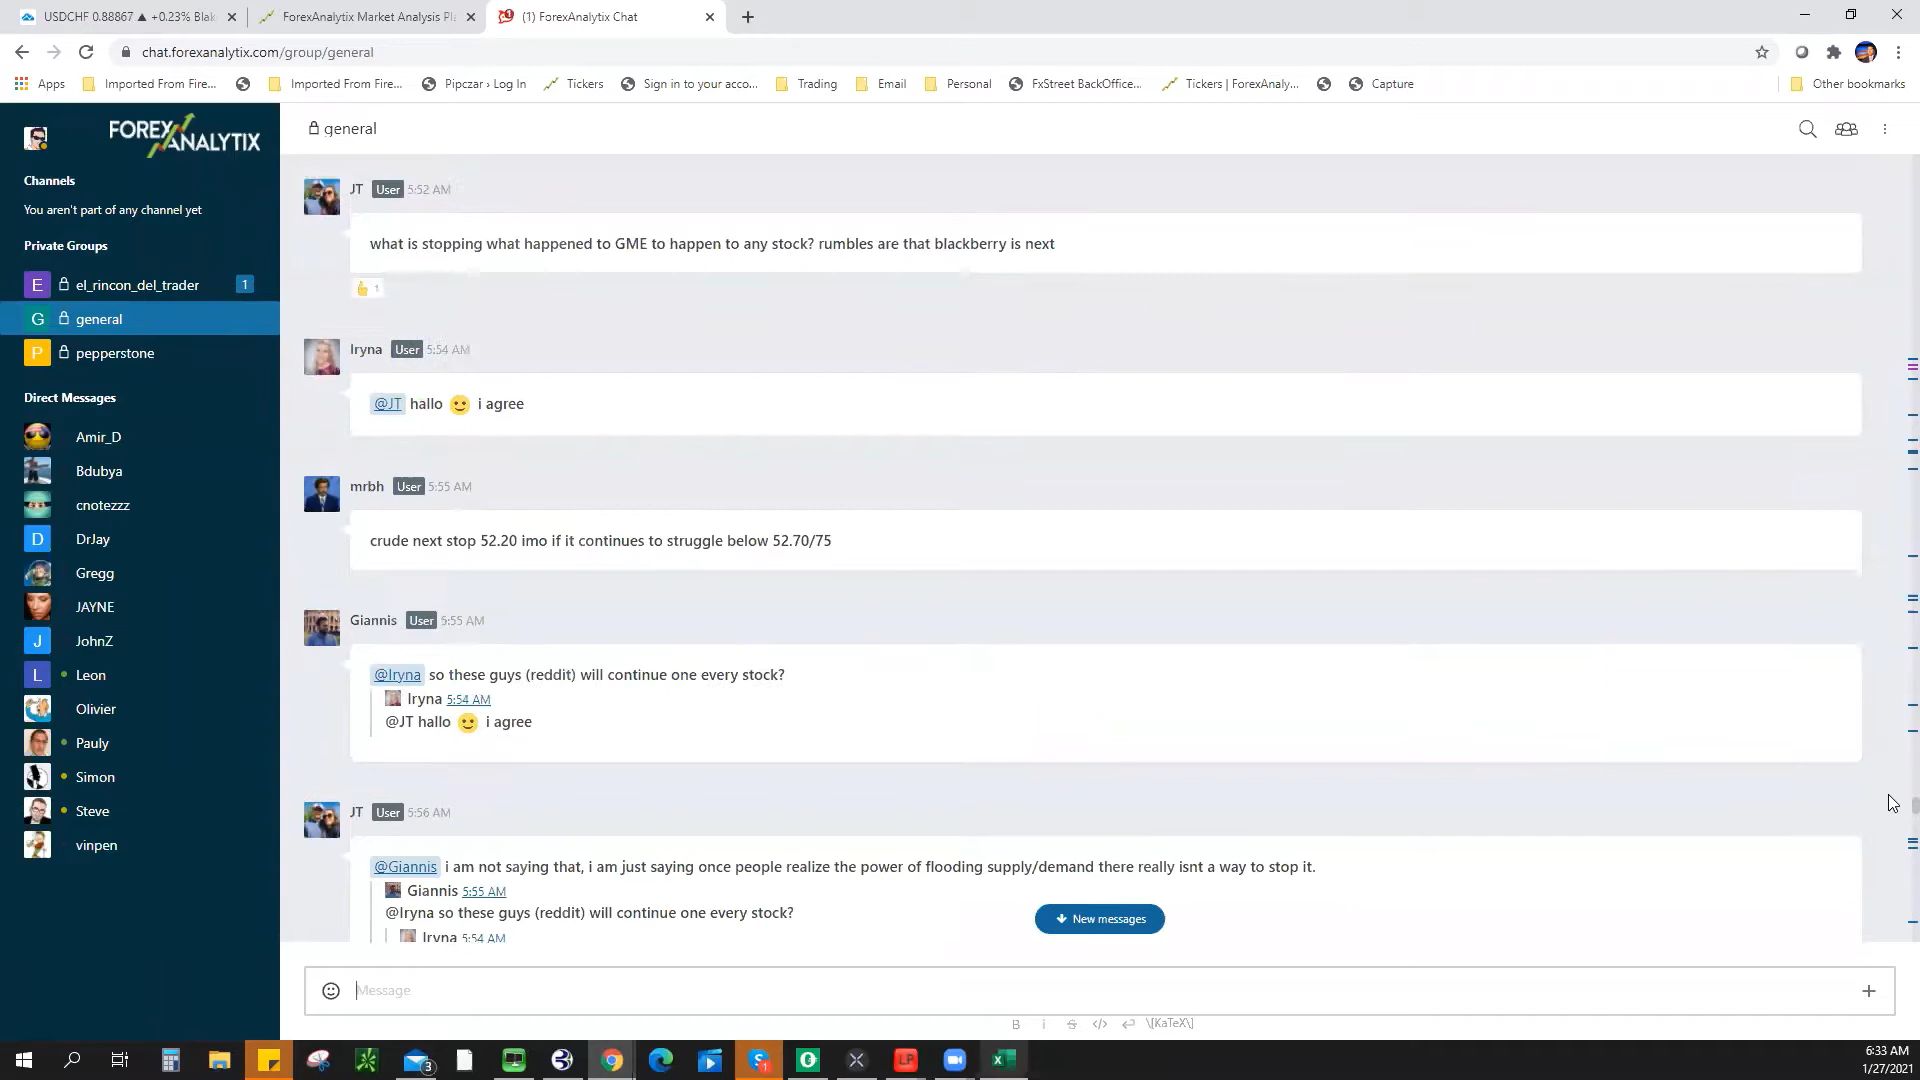 USDCHF 0.88867 ▲ +0.23% Blak
ForexAnalytix Market Analysis Pl
(1) ForexAnalytix Chat
chat.forexanalytix.com/group/general
Apps
Imported From Fire...
Imported From Fire...
Pipczar › Log In
Tickers
Sign in to your acco...
Trading
Email
Personal
FxStreet BackOffice...
Tickers | ForexAnaly...
Capture
Other bookmarks
FOREX ANALYTIX
Channels
You aren't part of any channel yet
Private Groups
E el_rincon_del_trader 1
G general
P pepperstone
Direct Messages
Amir_D
Bdubya
cnotezzz
D DrJay
Gregg
JAYNE
J JohnZ
L Leon
Olivier
Pauly
Simon
Steve
vinpen
general
JT User 5:52 AM
what is stopping what happened to GME to happen to any stock? rumbles are that blackberry is next
1
Iryna User 5:54 AM
@JT hallo i agree
mrbh User 5:55 AM
crude next stop 52.20 imo if it continues to struggle below 52.70/75
Giannis User 5:55 AM
@Iryna so these guys (reddit) will continue one every stock?
Iryna 5:54 AM
@JT hallo i agree
JT User 5:56 AM
@Giannis i am not saying that, i am just saying once people realize the power of flooding supply/demand there really isnt a way to stop it.
Giannis 5:55 AM
@Iryna so these guys (reddit) will continue one every stock?
Iryna 5:54 AM
New messages
Message
B i S </> \[KaTeX\]
3
1
LP
6:33 AM
1/27/2021